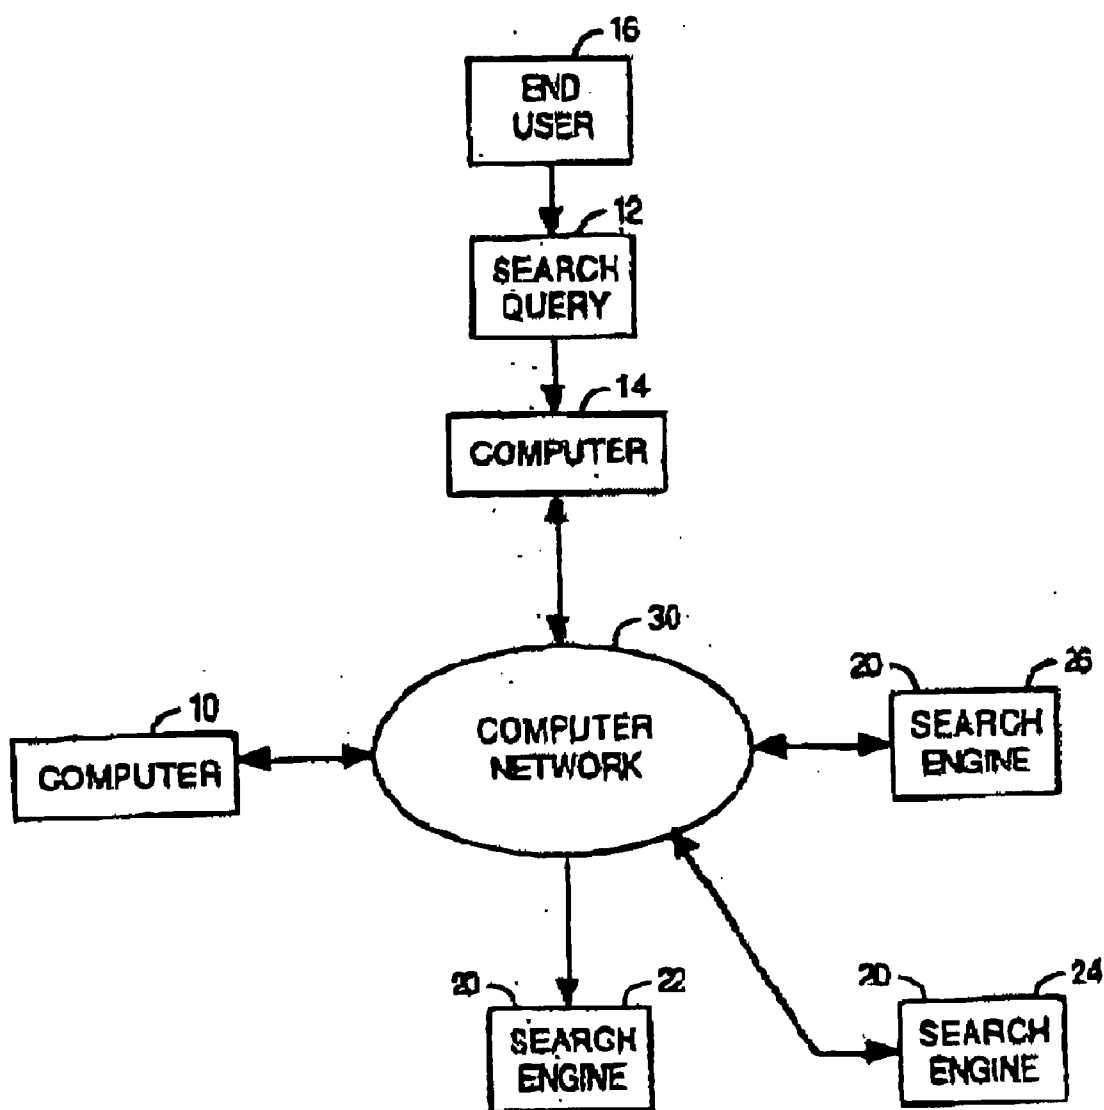 16
END
USER
12
SEARCH
QUERY
14
COMPUTER
30
COMPUTER
NETWORK
10
COMPUTER
20
26
SEARCH
ENGINE
20
22
SEARCH
ENGINE
20
24
SEARCH
ENGINE